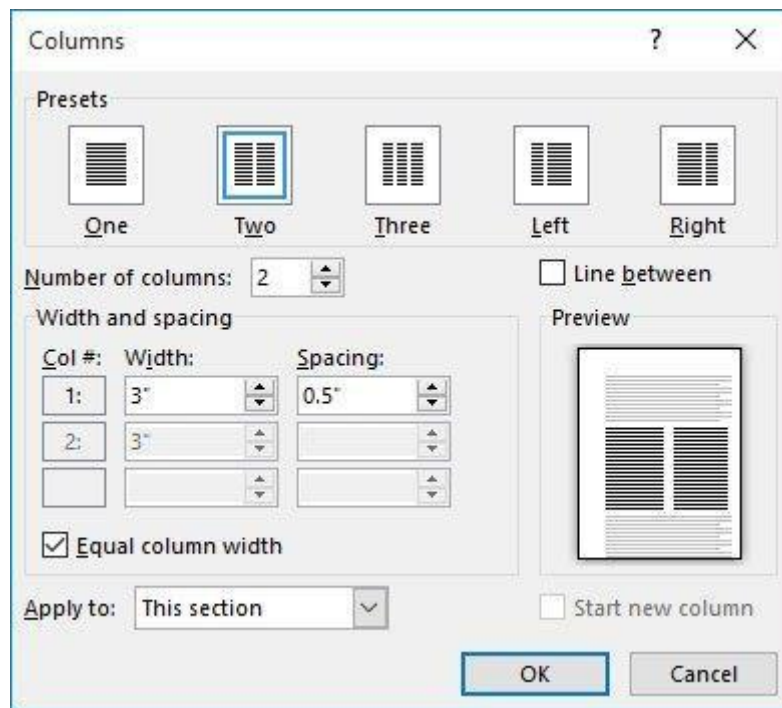 Columns ?
Presets
One Two Three Left Right
Number of columns: 2
Line between
Width and spacing
Preview
Col #: Width: Spacing:
1: 3" 0.5"
2: 3"
Equal column width
Apply to: This section
Start new column
OK Cancel